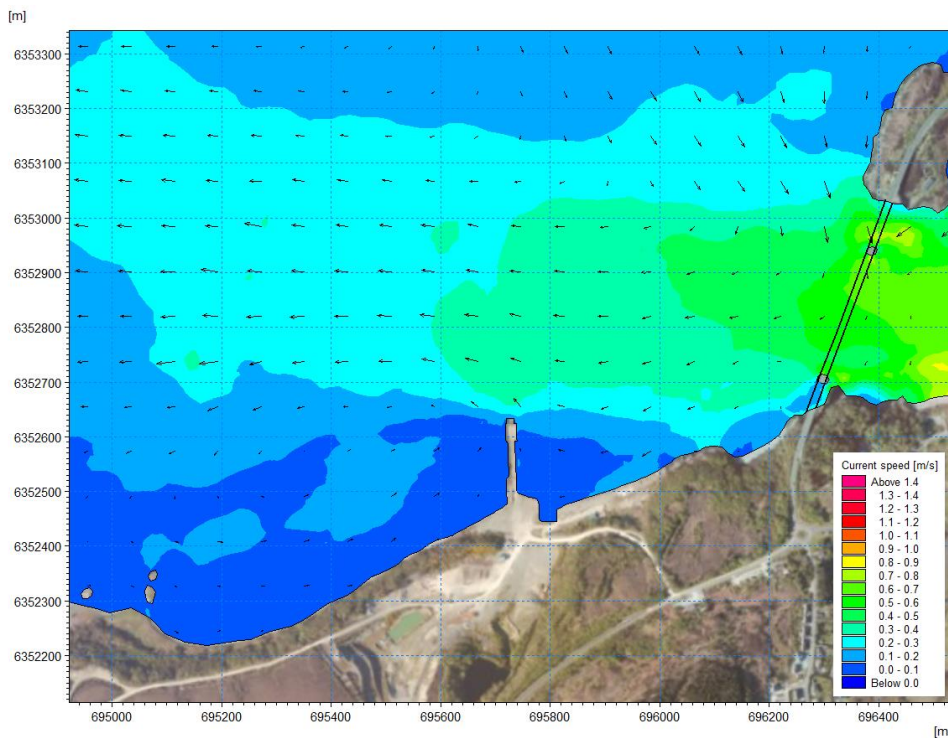 [m]
6353300
6353200
6353100
6353000
6352900
6352800
6352700
6352600
6352500
6352400
6352300
6352200
695000 695200 695400 695600 695800 696000 696200 696400
[m
Current speed [m/s]
Above 1.4
1.3 - 1.4
1.2 - 1.3
1.1 - 1.2
1.0 - 1.1
0.9 - 1.0
0.8 - 0.9
0.7 - 0.8
0.6 - 0.7
0.5 - 0.6
0.4 - 0.5
0.3 - 0.4
0.2 - 0.3
0.1 - 0.2
0.0 - 0.1
Below 0.0